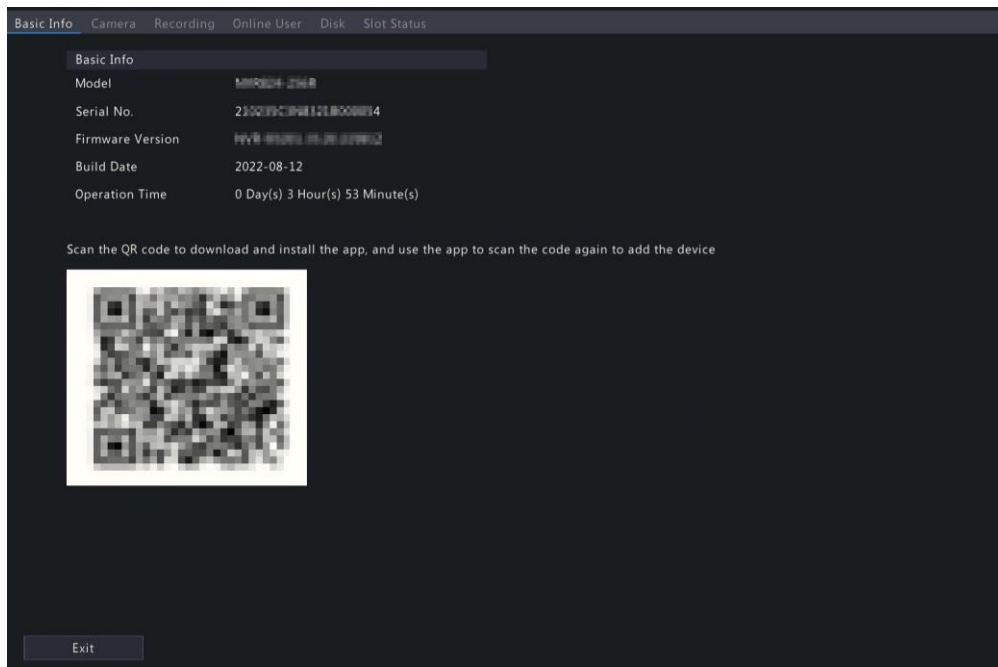 Basic Info Camera Recording Online User Disk Slot Status
Basic Info
Model
Serial No.
Firmware Version
Build Date 2022-08-12
Operation Time 0 Day(s) 3 Hour(s) 53 Minute(s)
Scan the QR code to download and install the app, and use the app to scan the code again to add the device
Exit